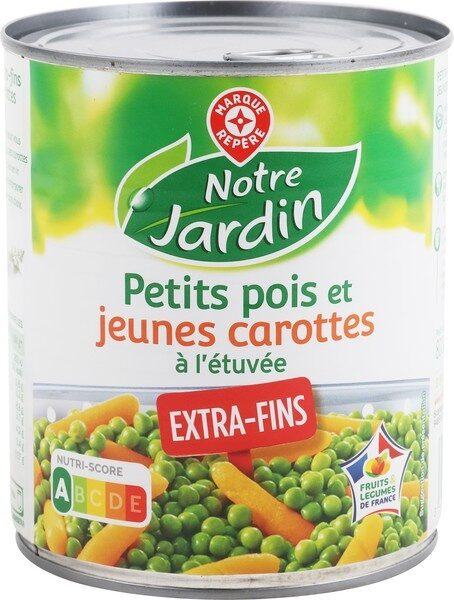 MARQUE
REPÈRE
Notre
Jardin
Petits pois et
jeunes carottes
à l'étuvée
EXTRA-FINS
NUTRI-SCORE
A B C D E
FRUITS &
LÉGUMES
DE FRANCE